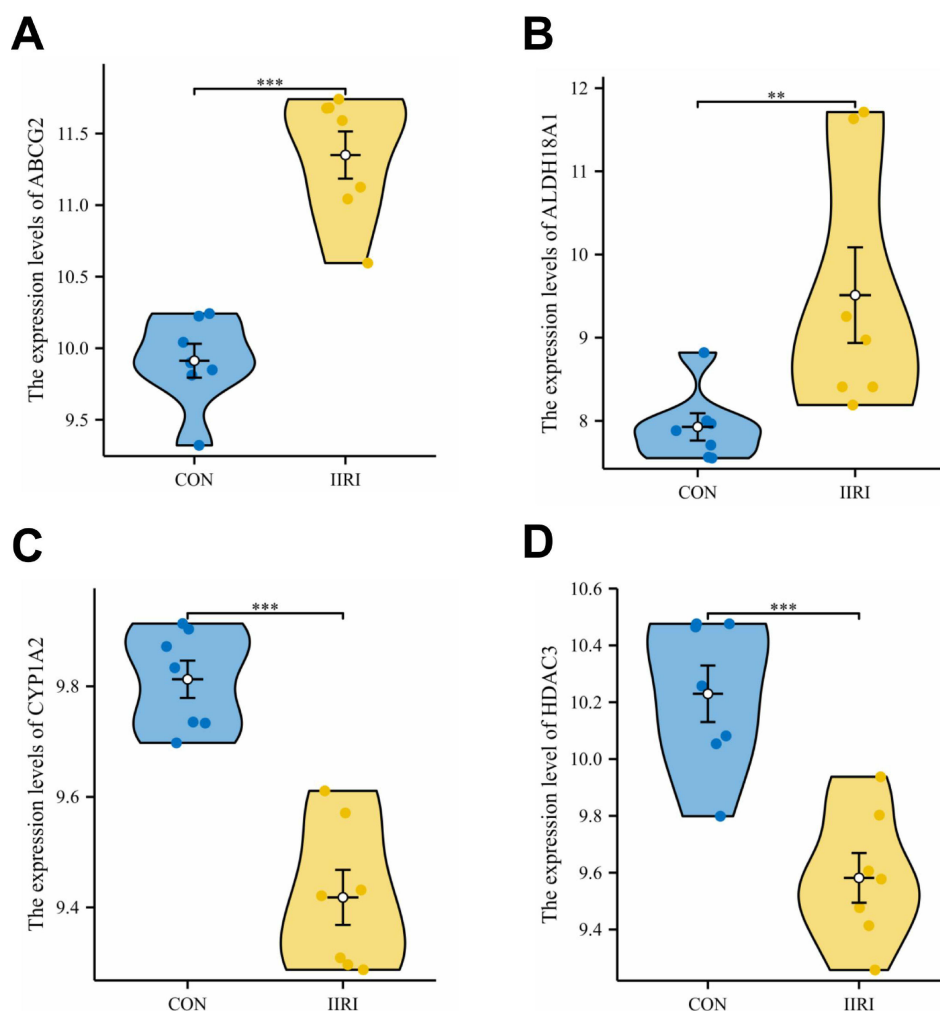 A
The expression levels of ABCG2
11.5
11.0
10.5
10.0
9.5
***
CON
IIRI
B
The expression levels of ALDH18A1
12
11
10
9
8
**
CON
IIRI
C
The expression levels of CYP1A2
9.8
9.6
9.4
***
CON
IIRI
D
The expression level of HDAC3
10.6
10.4
10.2
10.0
9.8
9.6
9.4
***
CON
IIRI